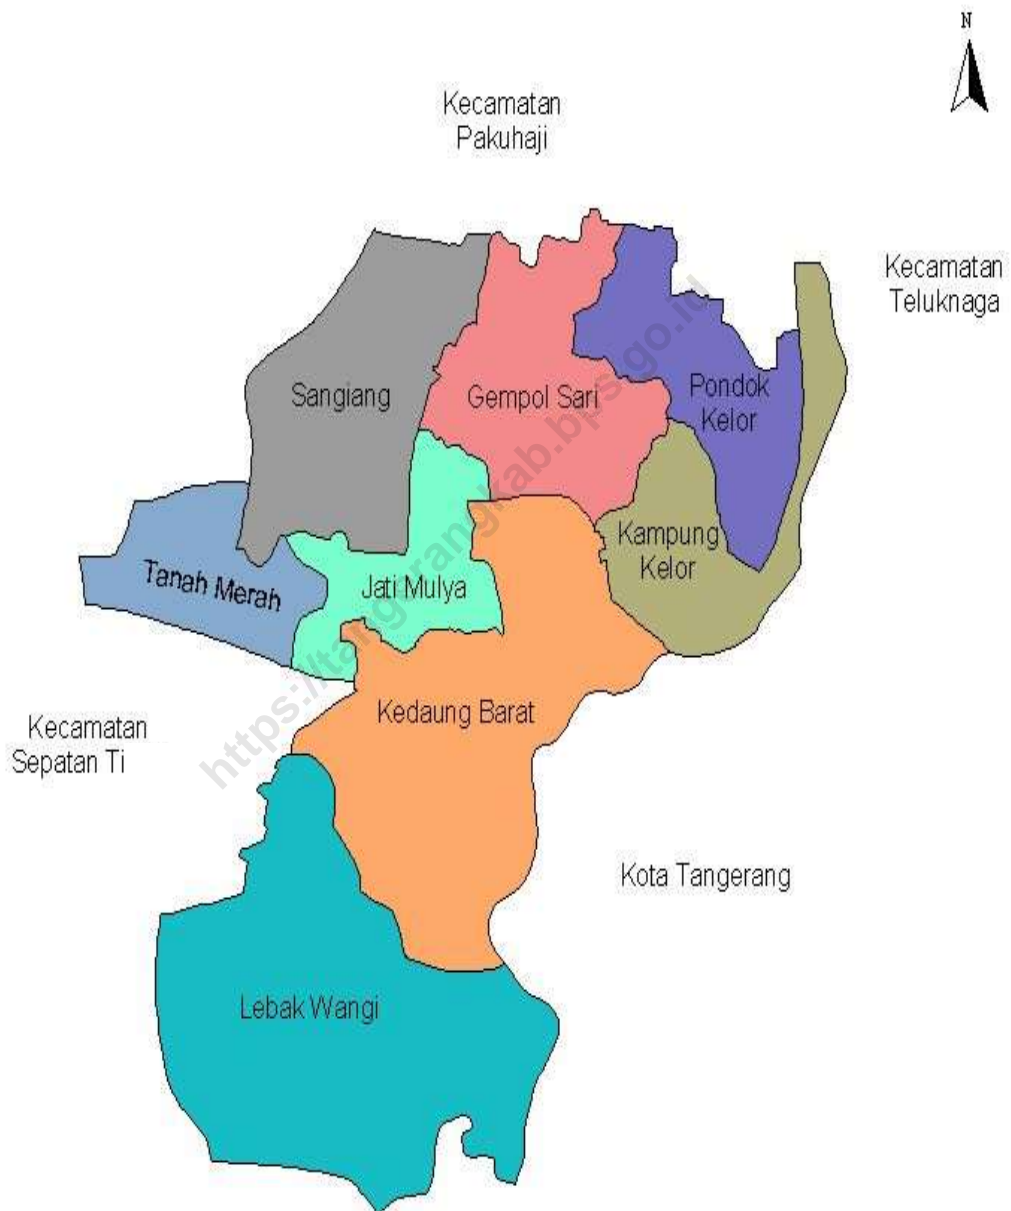 N
Kecamatan
Pakuhaji
Kecamatan
Teluknaga
Sangiang
Gempol Sari
Pondok
Kelor
Kampung
Kelor
Tanah Merah
Jati Mulya
Kedaung Barat
Kecamatan
Sepatan Ti
Kota Tangerang
Lebak Wangi
https://tangerangkab.bps.go.id